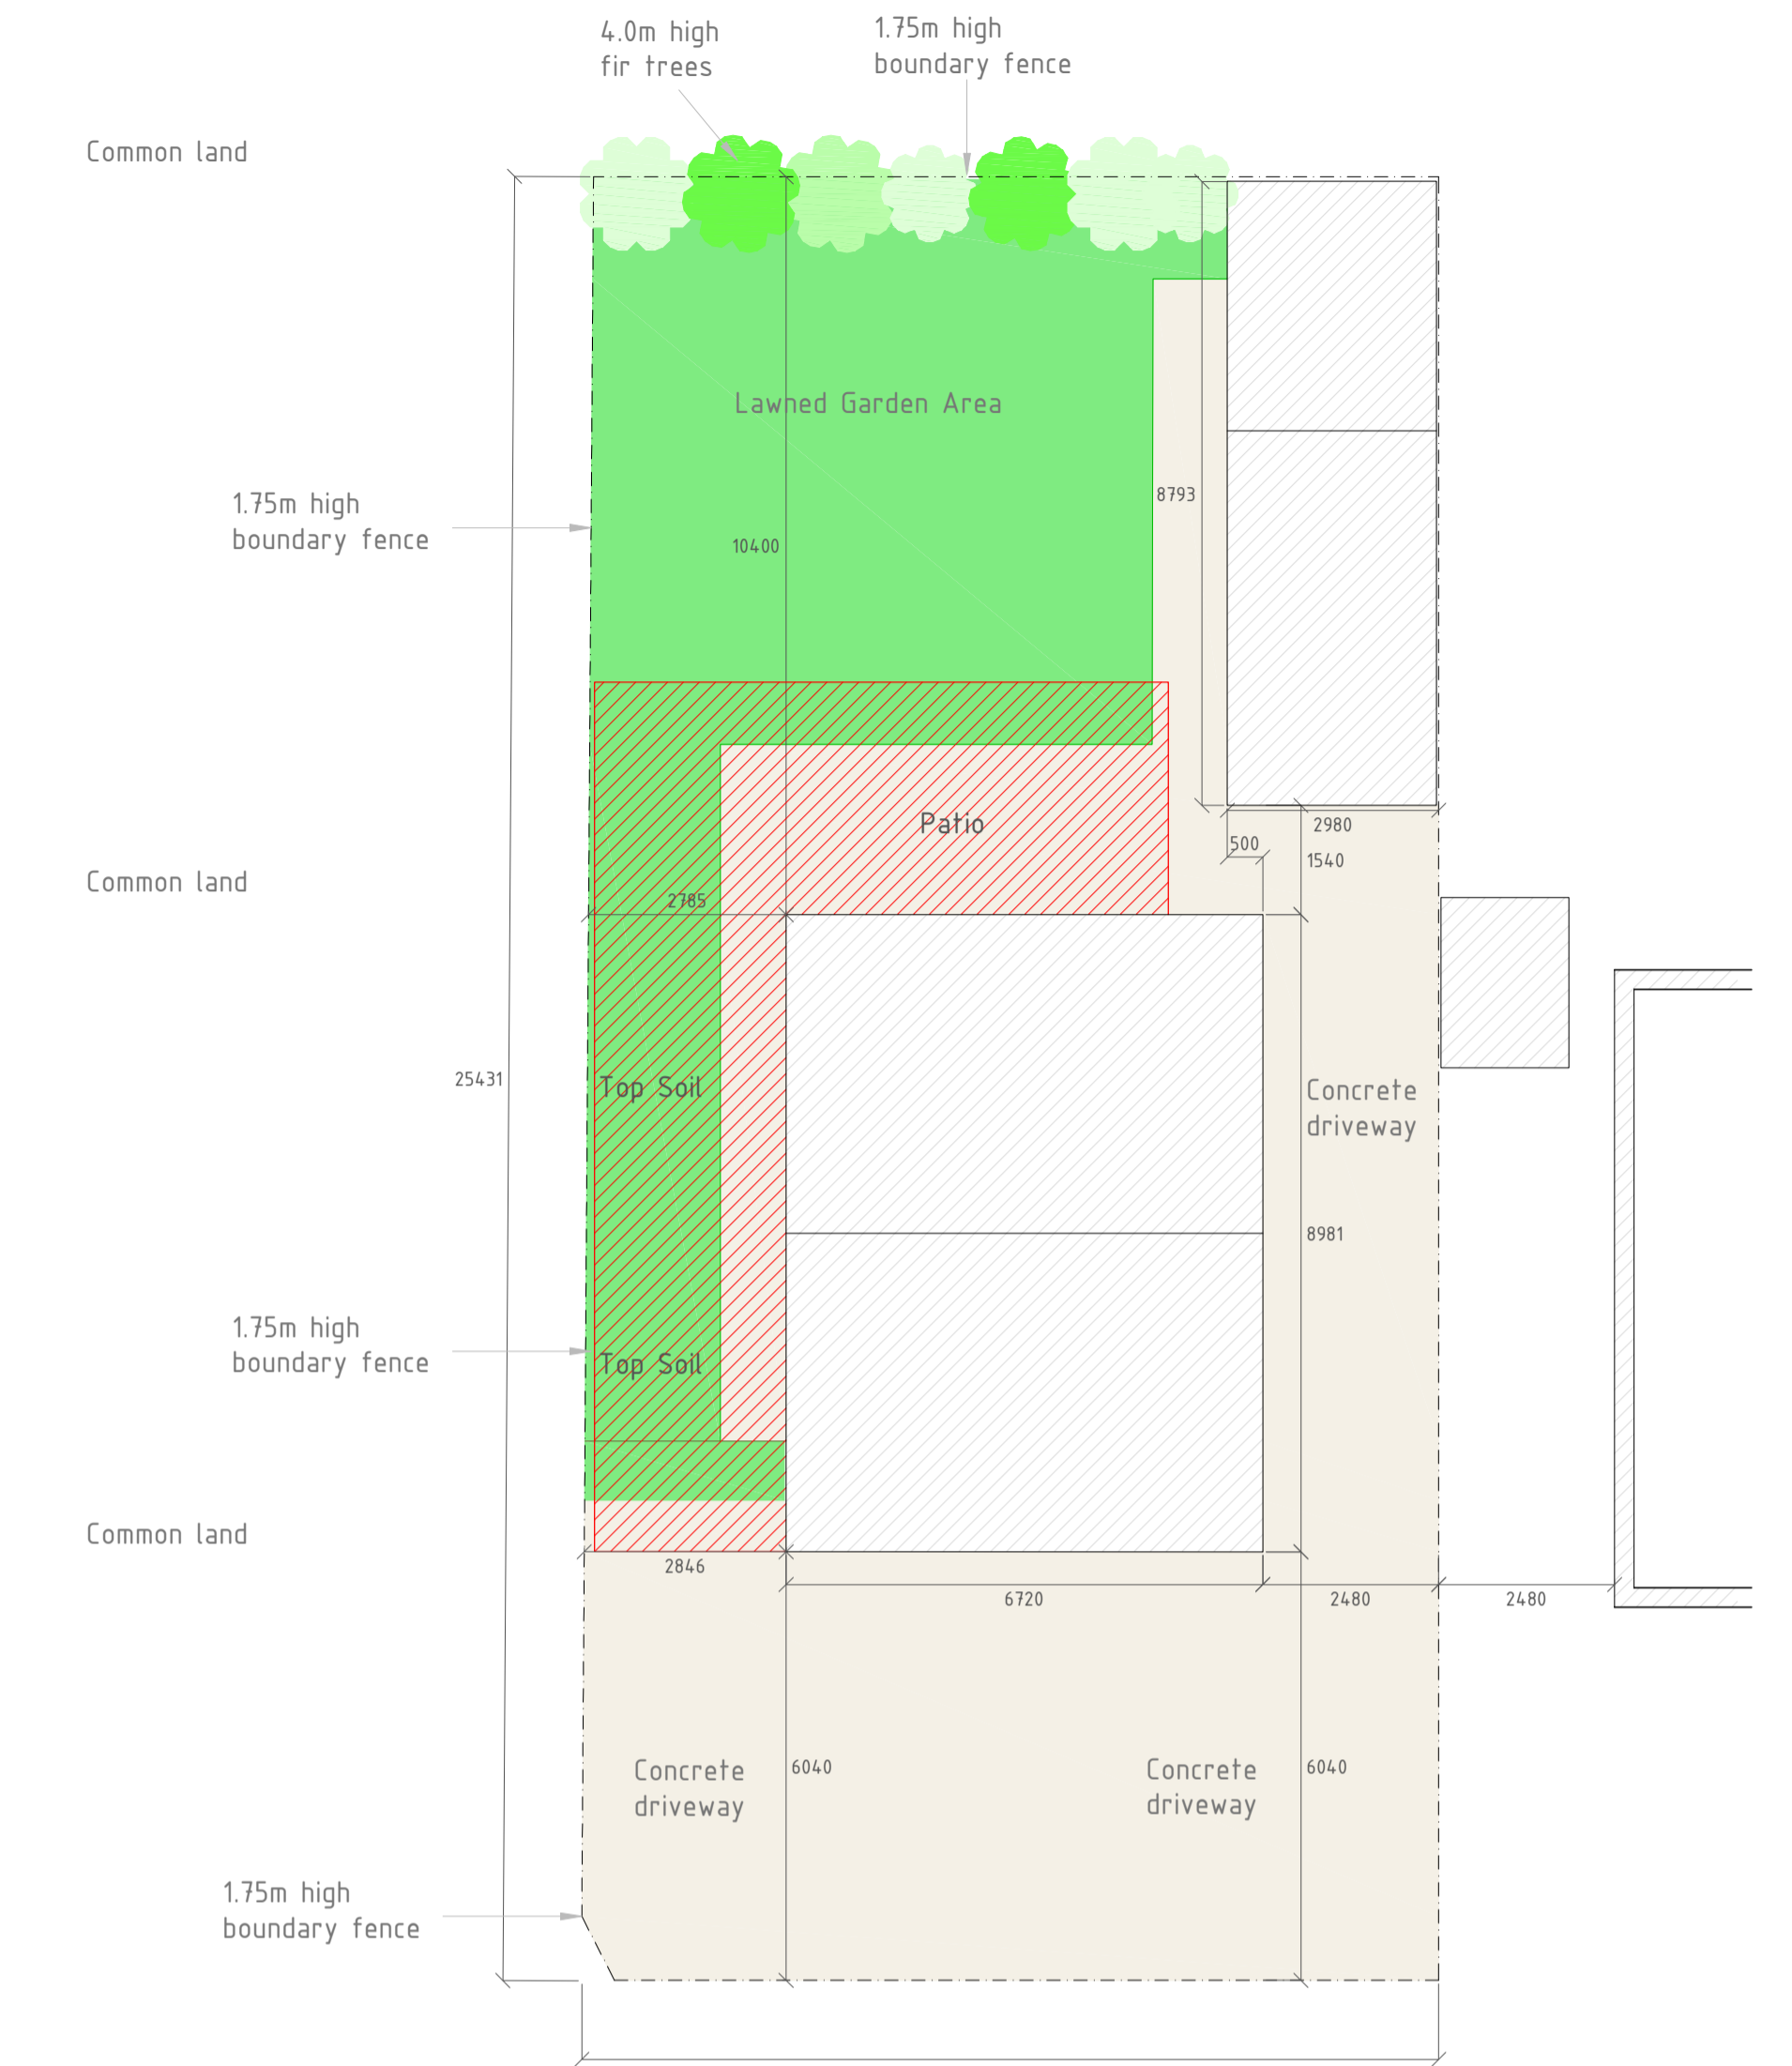 4.0m high
fir trees
1.75m high
boundary fence
Common land
Lawned Garden Area
8793
1.75m high
boundary fence
10400
Patio
2980
500
1540
Common land
2785
25431
Top Soil
Concrete
driveway
8981
1.75m high
boundary fence
Top Soil
Common land
2846
6720
2480
2480
Concrete
driveway
6040
Concrete
driveway
6040
1.75m high
boundary fence